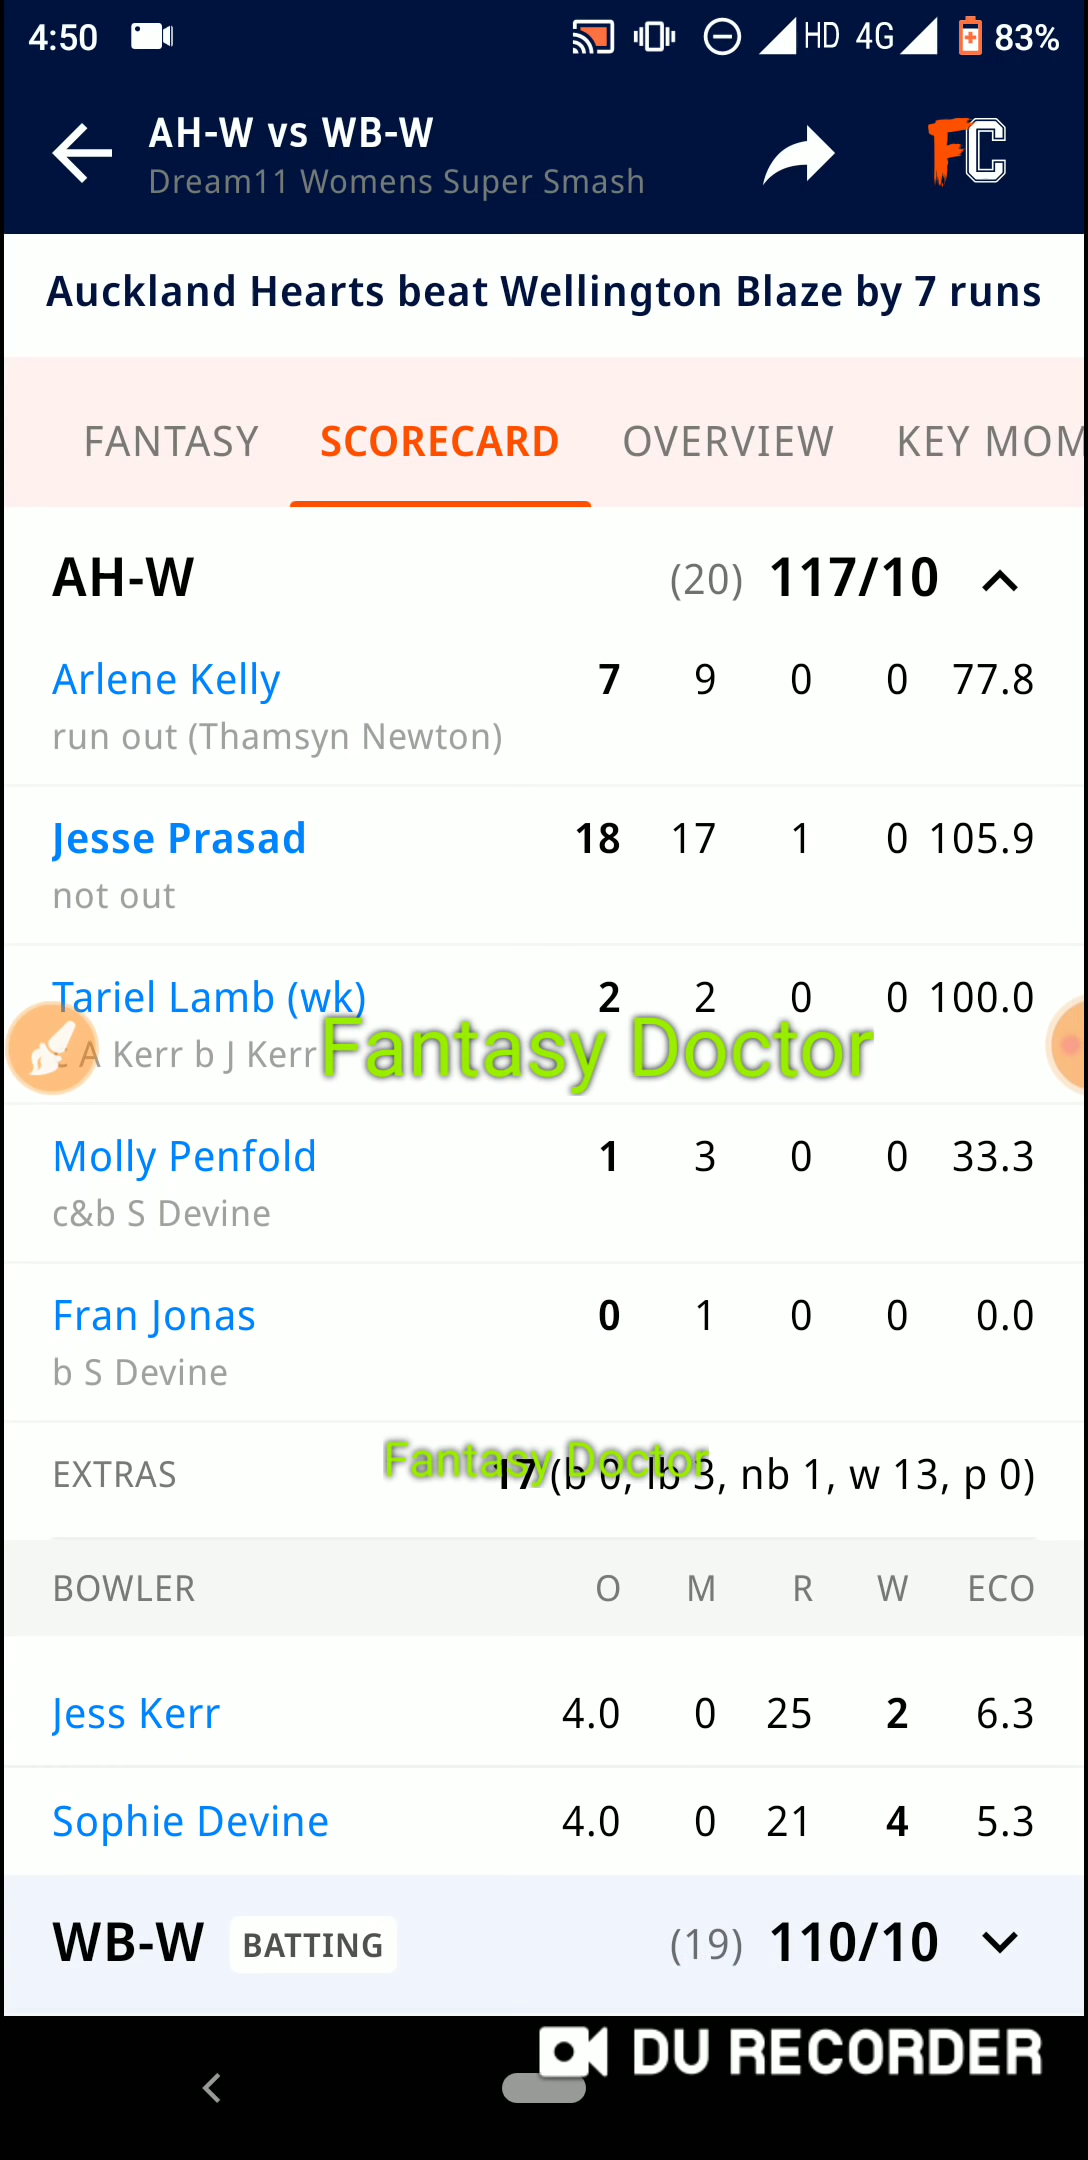 4:50 HD 4G 83%
AH-W vs WB-W
Dream11 Womens Super Smash
FC
Auckland Hearts beat Wellington Blaze by 7 runs
FANTASY SCORECARD OVERVIEW KEY MOM
AH-W (20) 117/10
Arlene Kelly 7 9 0 0 77.8
run out (Thamsyn Newton)
Jesse Prasad 18 17 1 0 105.9
not out
Tariel Lamb (wk) 2 2 0 0 100.0
c A Kerr b J Kerr
Fantasy Doctor
Molly Penfold 1 3 0 0 33.3
c&b S Devine
Fran Jonas 0 1 0 0 0.0
b S Devine
Fantasy Doctor
EXTRAS 17 (b 0, lb 3, nb 1, w 13, p 0)
BOWLER O M R W ECO
Jess Kerr 4.0 0 25 2 6.3
Sophie Devine 4.0 0 21 4 5.3
WB-W BATTING (19) 110/10
DU RECORDER